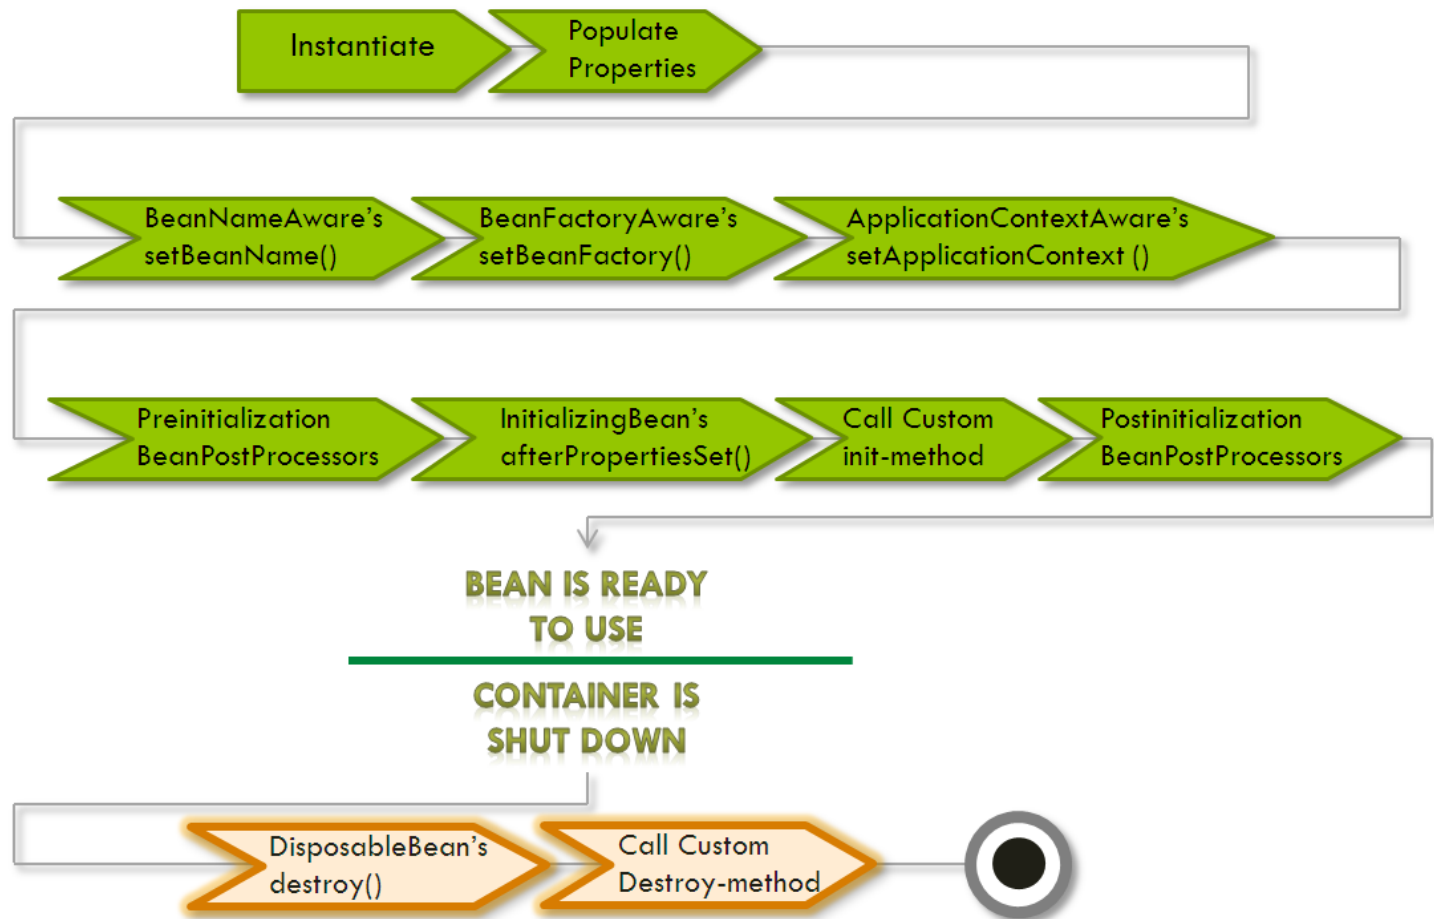 Instantiate
Populate
Properties
BeanNameAware's
setBeanName()
BeanFactoryAware's
setBeanFactory()
ApplicationContextAware's
setApplicationContext ()
Preinitialization
BeanPostProcessors
InitializingBean's
afterPropertiesSet()
Call Custom
init-method
Postinitialization
BeanPostProcessors
BEAN IS READY
TO USE
CONTAINER IS
SHUT DOWN
DisposableBean's
destroy()
Call Custom
Destroy-method